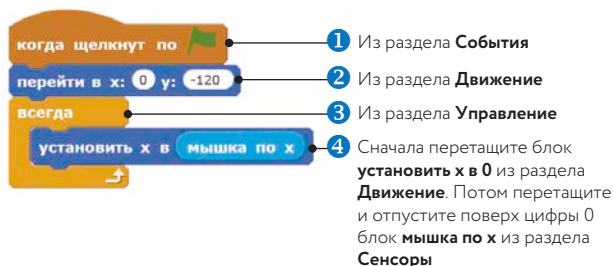 когда щелкнут по
1 Из раздела События
перейти в x: 0 y: -120
2 Из раздела Движение
всегда
3 Из раздела Управление
установить x в мышка по x
4 Сначала перетащите блок
установить x в 0 из раздела
Движение. Потом перетащите
и отпустите поверх цифры 0
блок мышка по x из раздела
Сенсоры